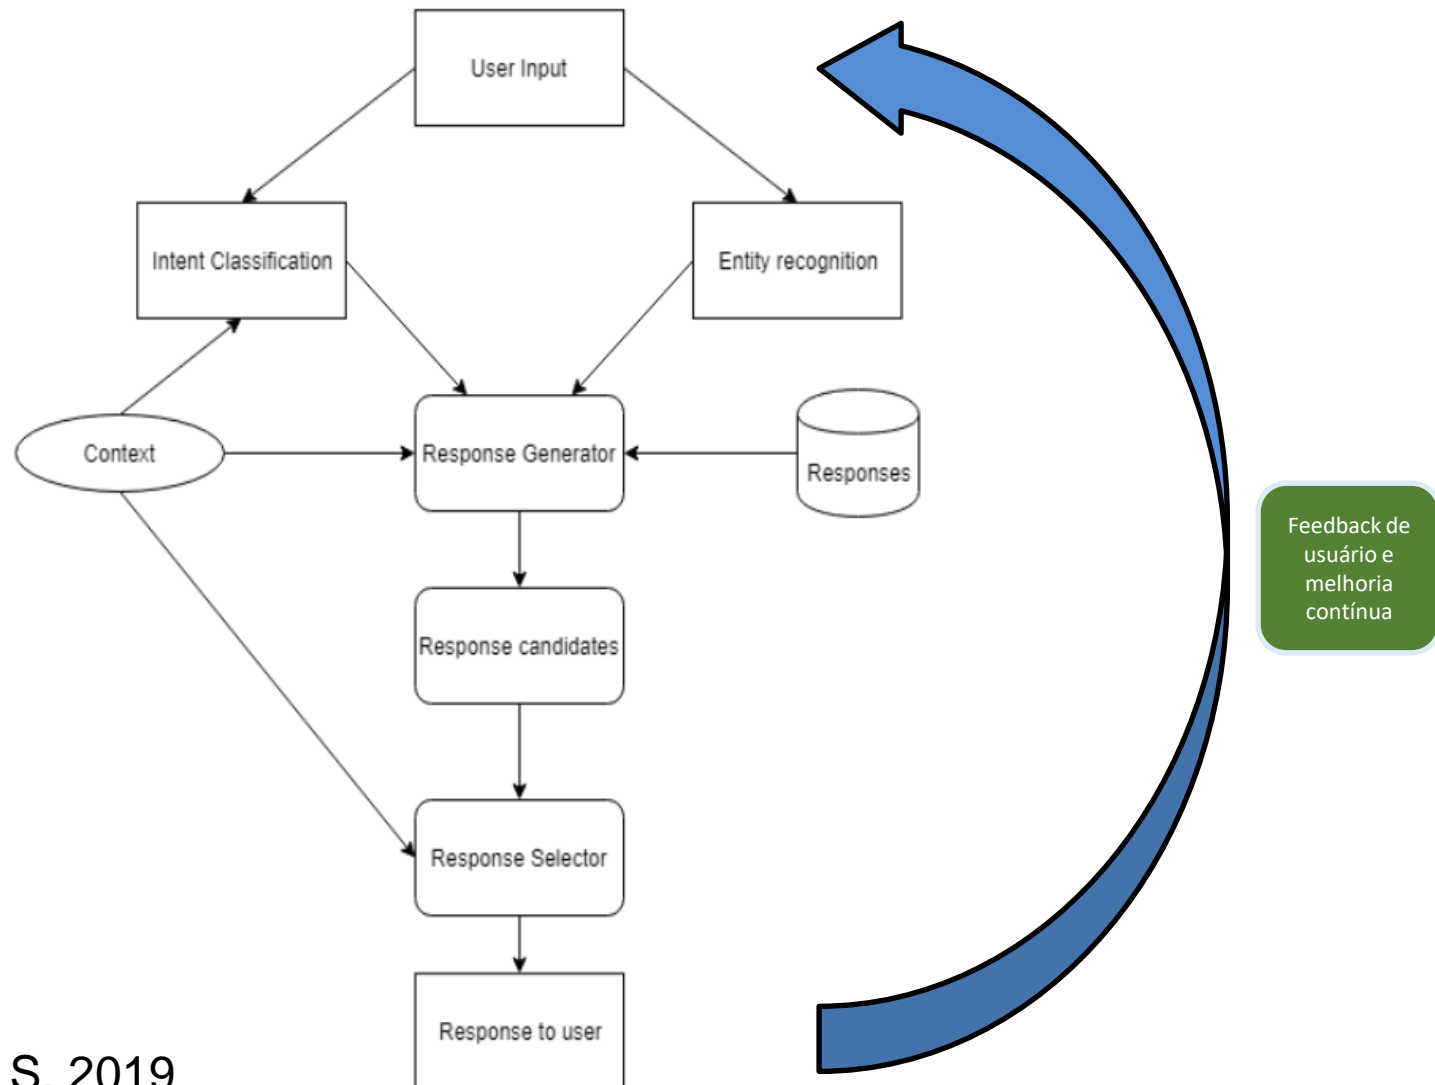 User Input
Intent Classification
Entity recognition
Context
Response Generator
Responses
Feedback de
usuário e
melhoria
contínua
Response candidates
Response Selector
Response to user
S. 2019